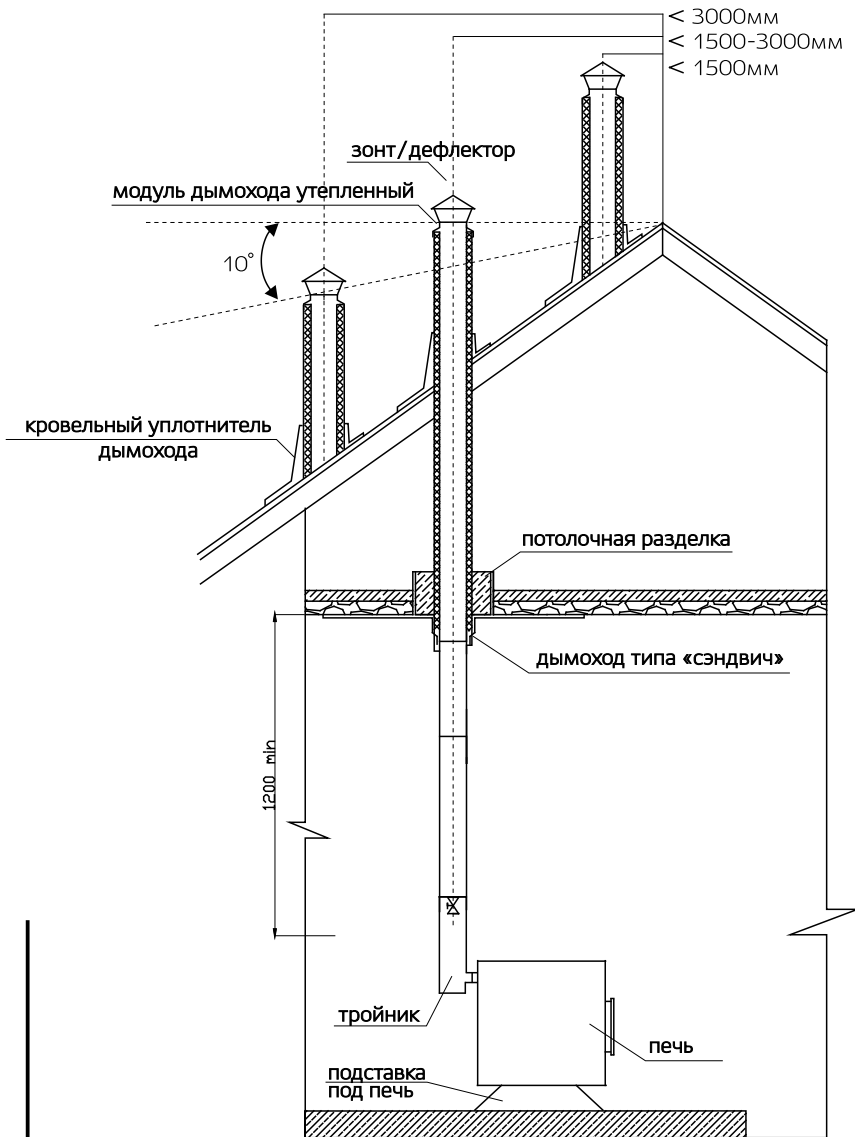 < 3000мм
< 1500-3000мм
< 1500мм
зонт/дефлектор
модуль дымохода утепленный
10°
кровельный уплотнитель
дымохода
потолочная разделка
дымоход типа «сэндвич»
1200 min
тройник
печь
подставка
под печь